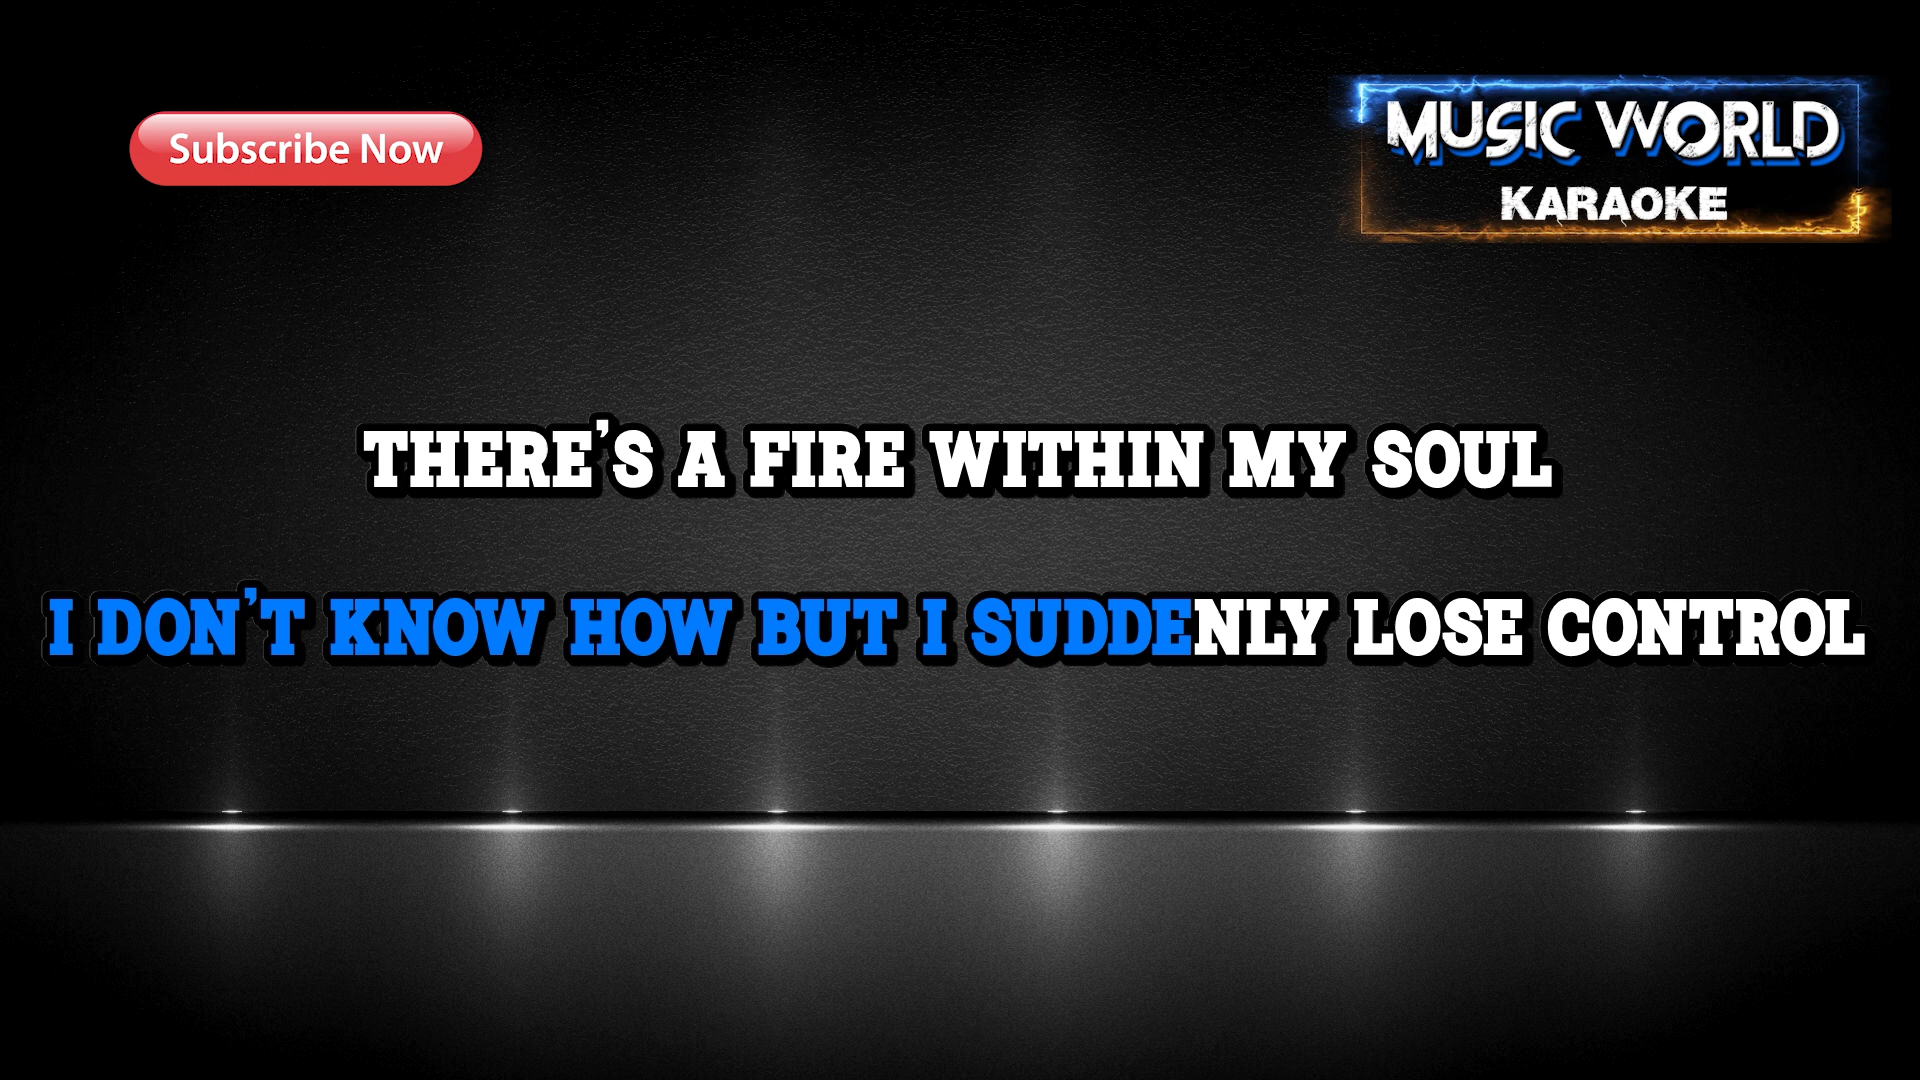 Subscribe Now
MUSIC WORLD
KARAOKE
THERE'S A FIRE WITHIN MY SOUL
I DON'T KNOW HOW BUT I SUDDENLY LOSE CONTROL